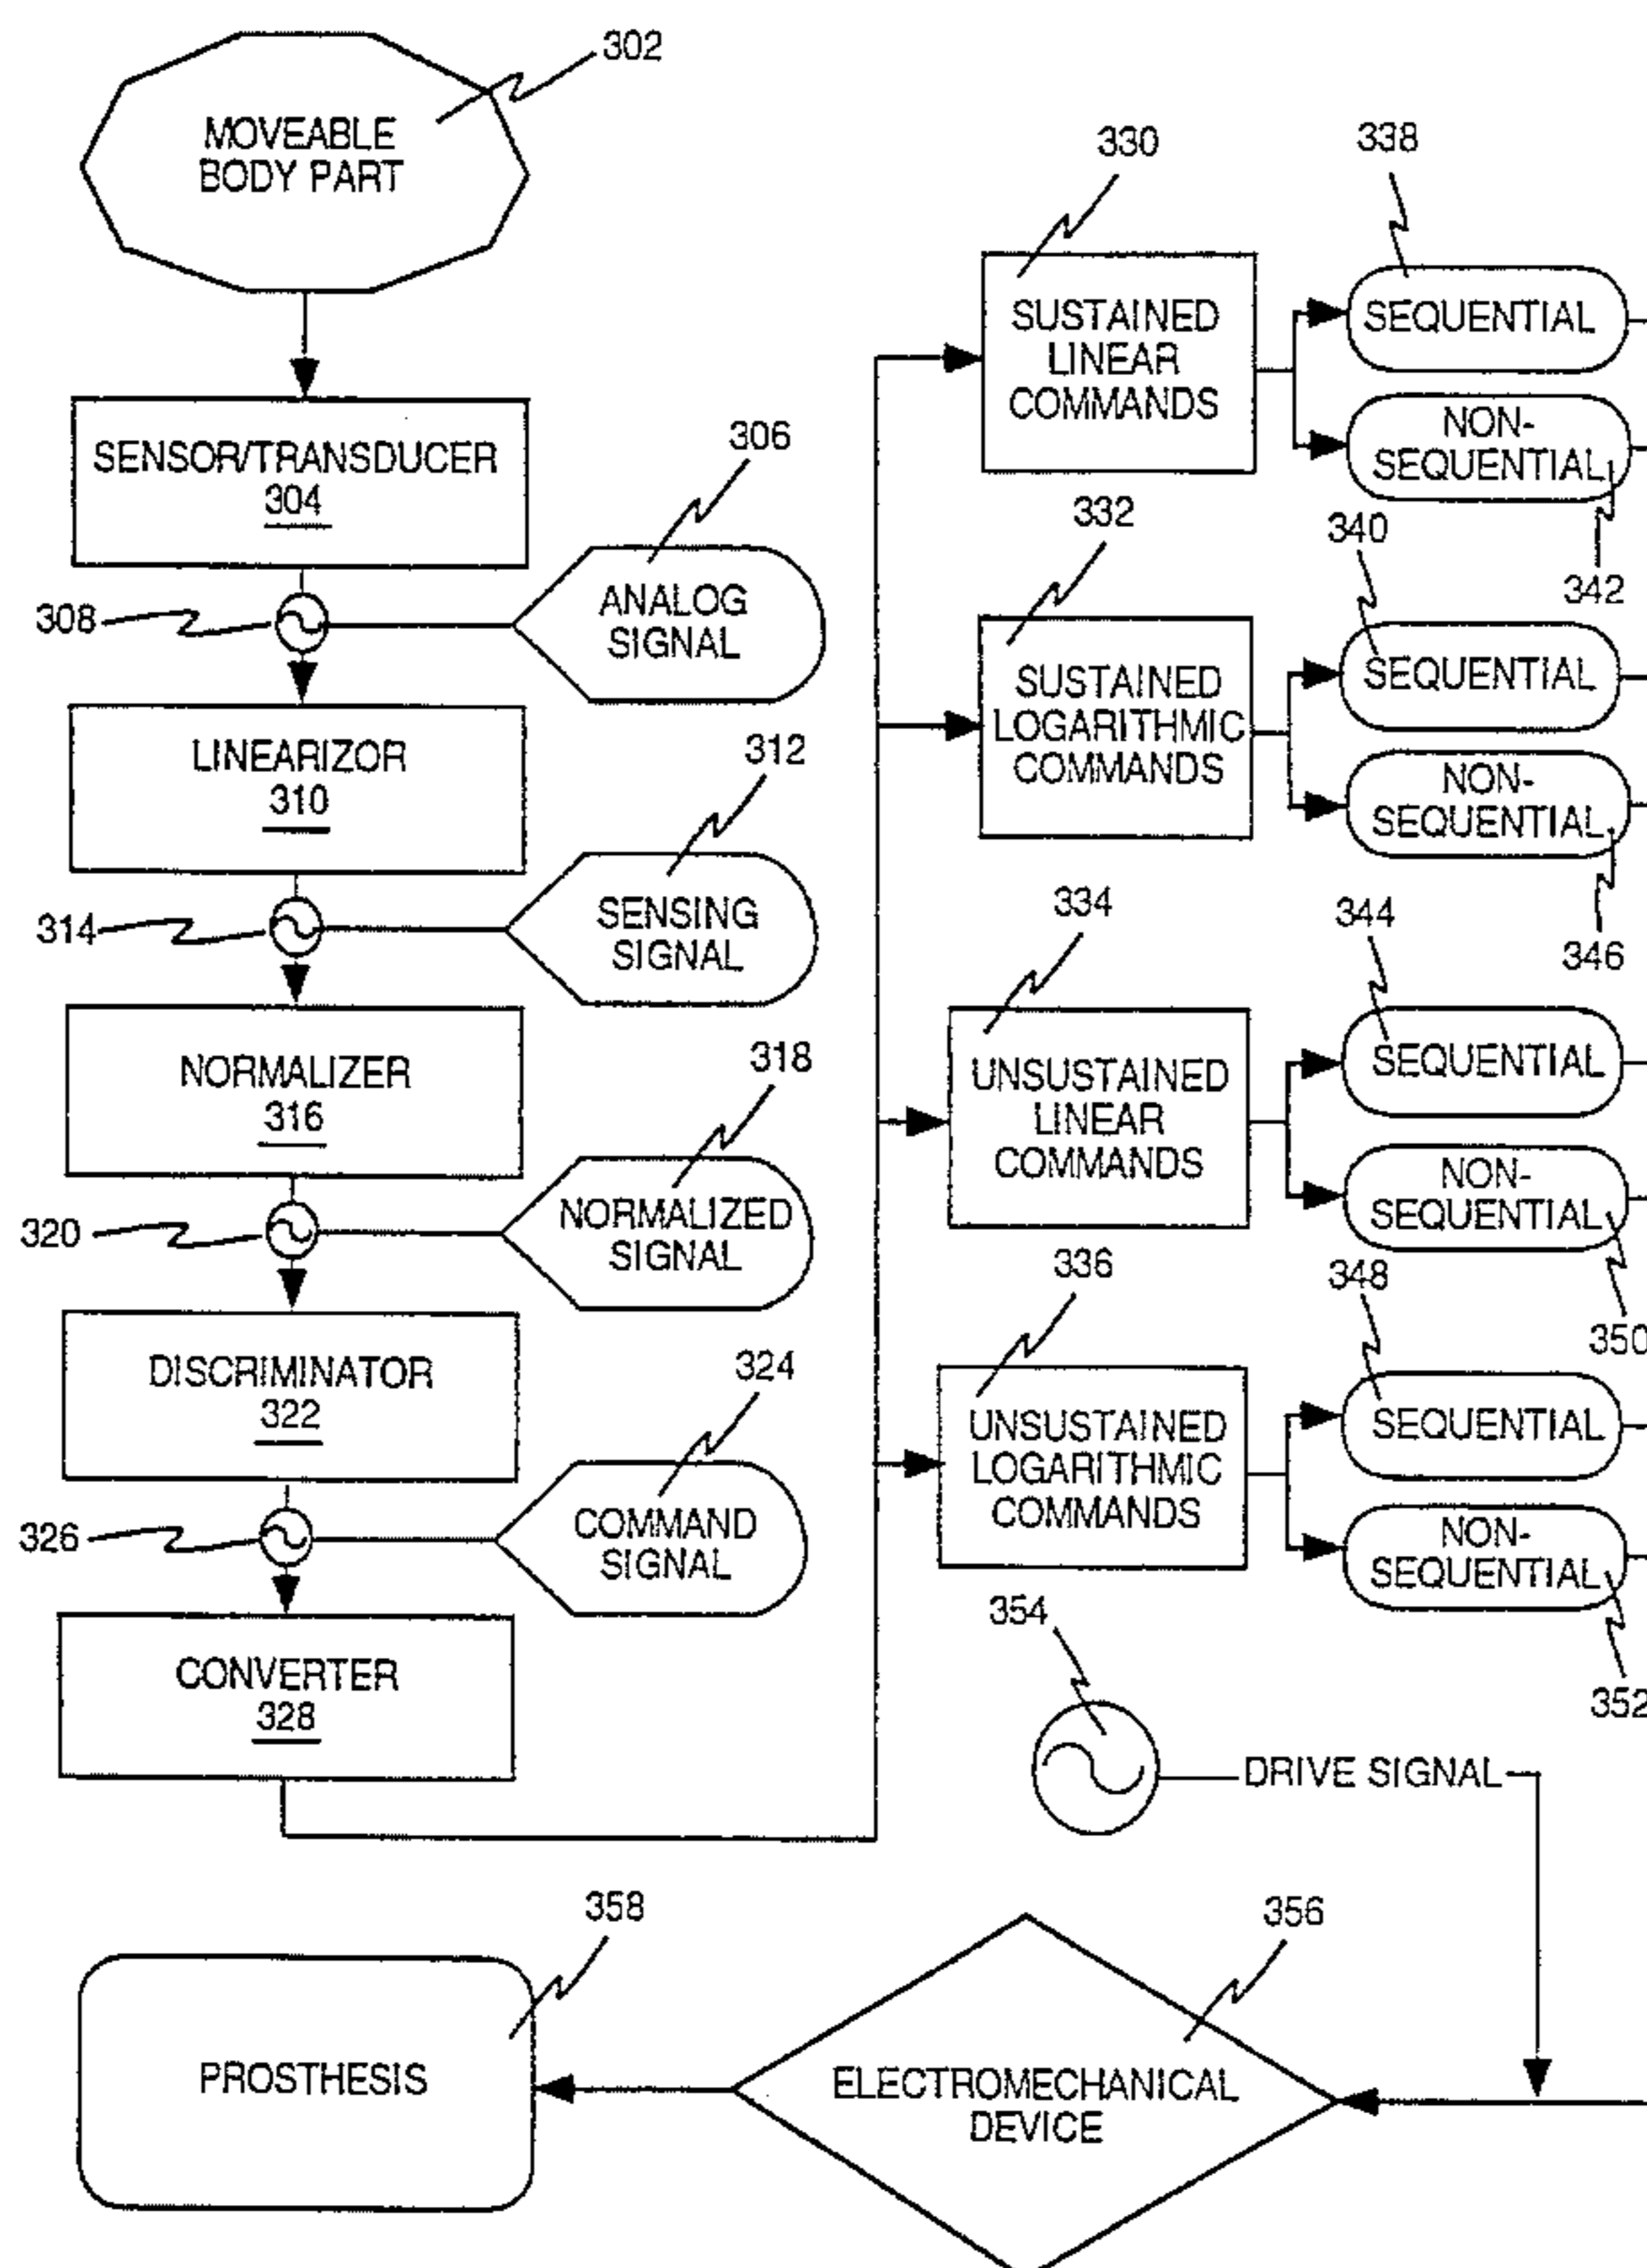 302
MOVEABLE
BODY PART
SENSOR/TRANSDUCER
304
306
ANALOG
SIGNAL
308
LINEARIZOR
310
312
SENSING
SIGNAL
314
NORMALIZER
316
318
NORMALIZED
SIGNAL
320
DISCRIMINATOR
322
324
COMMAND
SIGNAL
326
CONVERTER
328
330
SUSTAINED
LINEAR
COMMANDS
338
SEQUENTIAL
NON-
SEQUENTIAL
342
332
SUSTAINED
LOGARITHMIC
COMMANDS
340
SEQUENTIAL
NON-
SEQUENTIAL
346
334
UNSUSTAINED
LINEAR
COMMANDS
344
SEQUENTIAL
NON-
SEQUENTIAL
350
336
UNSUSTAINED
LOGARITHMIC
COMMANDS
348
SEQUENTIAL
NON-
SEQUENTIAL
352
354
DRIVE SIGNAL
356
ELECTROMECHANICAL
DEVICE
358
PROSTHESIS